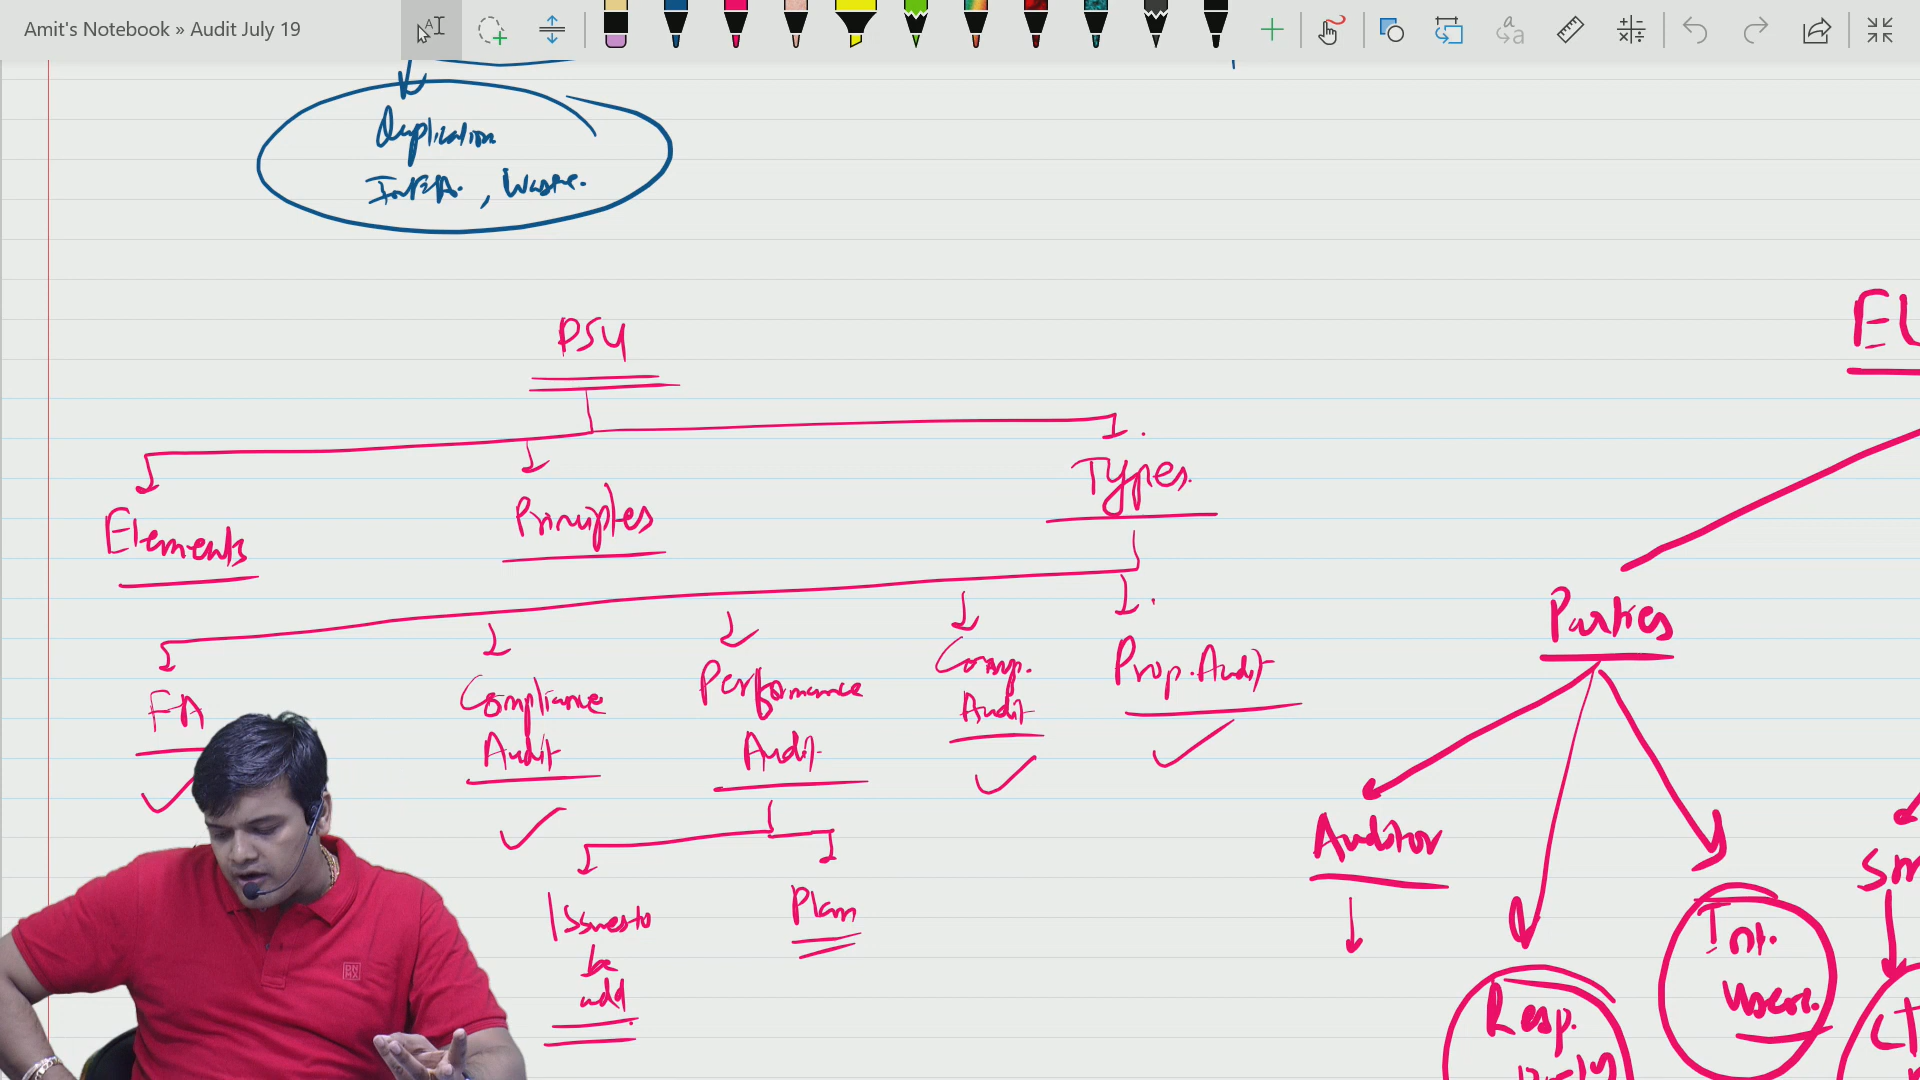 Amit's Notebook » Audit July 19
Duplication
, Waste.
PSU
Elements
Principles
Types.
FA
Compliance
Audit
Performance
Audit
Comp.
Audit
Prop. Audit
Issues to
be
add
Plan
EL
Parties
Auditor
Int.
Users.
Resp.